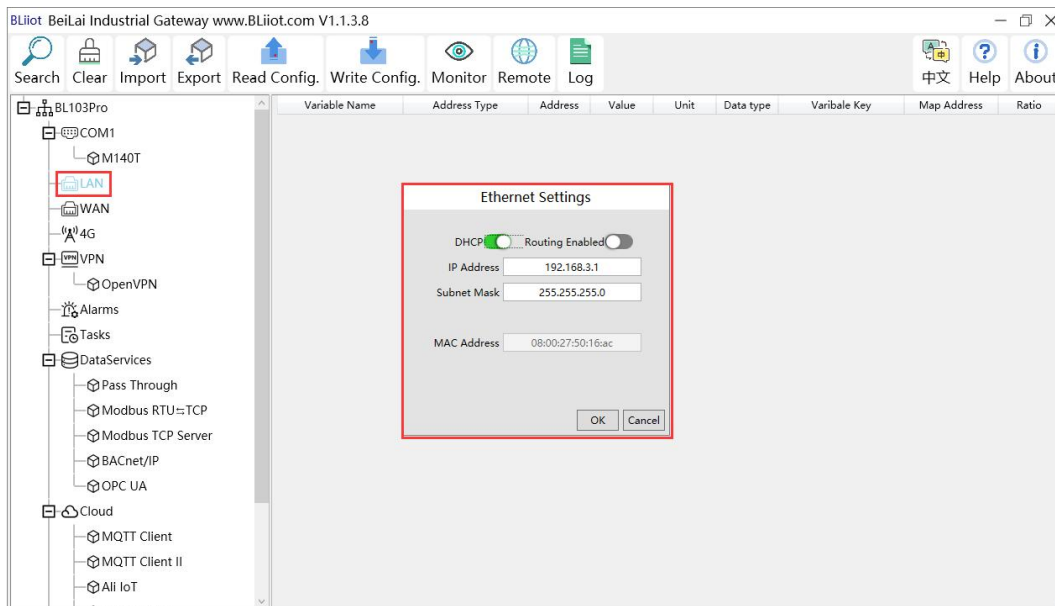 BLiiot BeiLai Industrial Gateway www.BLiiot.com V1.1.3.8
Search Clear Import Export Read Config. Write Config. Monitor Remote Log 中文 Help About
BL103Pro
COM1
M140T
LAN
WAN
4G
VPN
OpenVPN
Alarms
Tasks
DataServices
Pass Through
Modbus RTU⇆TCP
Modbus TCP Server
BACnet/IP
OPC UA
Cloud
MQTT Client
MQTT Client II
Ali IoT
Variable Name Address Type Address Value Unit Data type Varibale Key Map Address Ratio
Ethernet Settings
DHCP Routing Enabled
IP Address 192.168.3.1
Subnet Mask 255.255.255.0
MAC Address 08:00:27:50:16:ac
OK Cancel